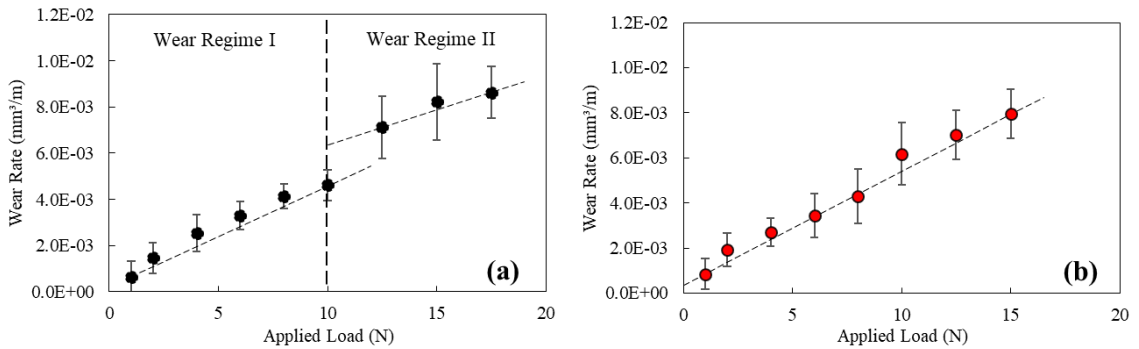 1.2E-02
1.0E-02
8.0E-03
6.0E-03
4.0E-03
2.0E-03
0.0E+00
Wear Rate (mm³/m)
Wear Regime I
Wear Regime II
(a)
0
5
10
15
20
Applied Load (N)
1.2E-02
1.0E-02
8.0E-03
6.0E-03
4.0E-03
2.0E-03
0.0E+00
Wear Rate (mm³/m)
(b)
0
5
10
15
20
Applied Load (N)